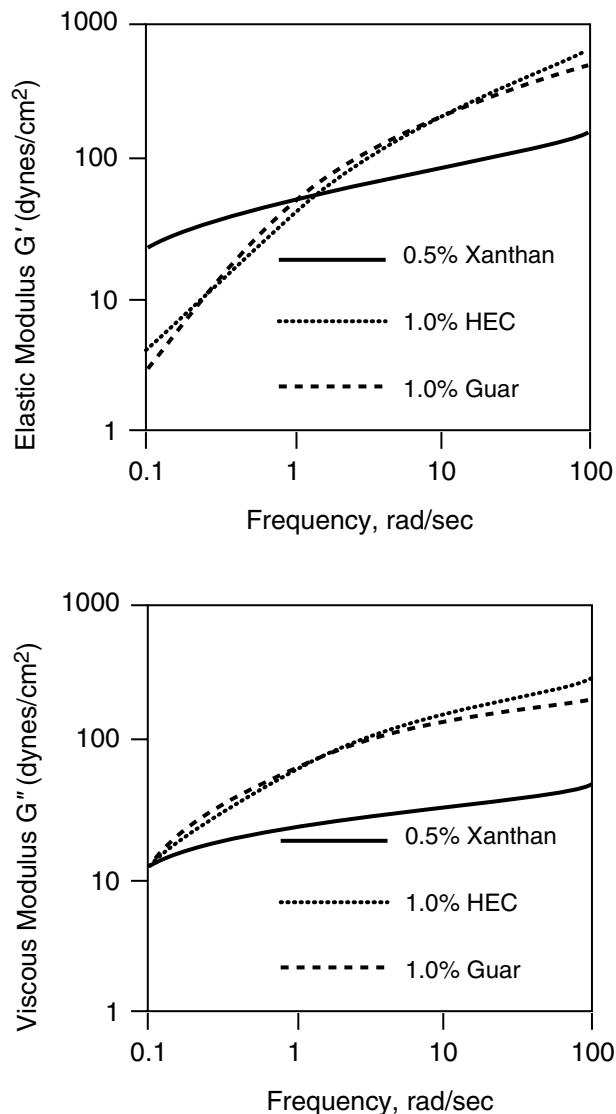 1000
100
10
1
Elastic Modulus G′ (dynes/cm²)
0.5% Xanthan
1.0% HEC
1.0% Guar
0.1 1 10 100
Frequency, rad/sec
1000
100
10
1
Viscous Modulus G″ (dynes/cm²)
0.5% Xanthan
1.0% HEC
1.0% Guar
0.1 1 10 100
Frequency, rad/sec